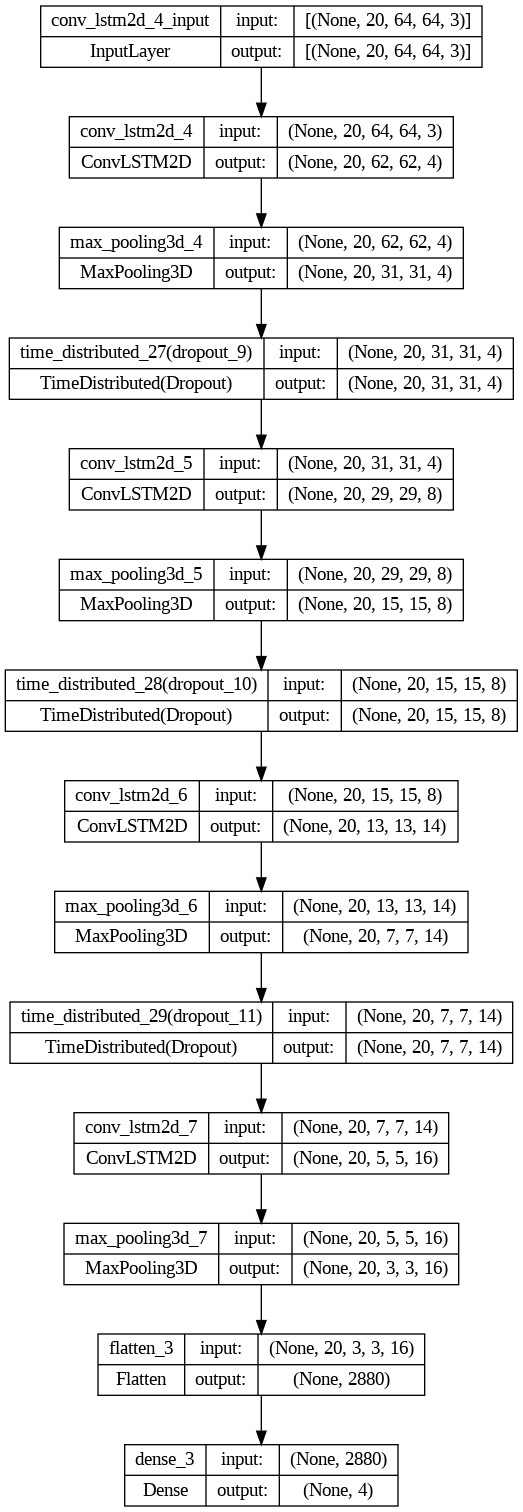 conv_lstm2d_4_input input: [(None, 20, 64, 64, 3)]
InputLayer output: [(None, 20, 64, 64, 3)]
conv_lstm2d_4 input: (None, 20, 64, 64, 3)
ConvLSTM2D output: (None, 20, 62, 62, 4)
max_pooling3d_4 input: (None, 20, 62, 62, 4)
MaxPooling3D output: (None, 20, 31, 31, 4)
time_distributed_27(dropout_9) input: (None, 20, 31, 31, 4)
TimeDistributed(Dropout) output: (None, 20, 31, 31, 4)
conv_lstm2d_5 input: (None, 20, 31, 31, 4)
ConvLSTM2D output: (None, 20, 29, 29, 8)
max_pooling3d_5 input: (None, 20, 29, 29, 8)
MaxPooling3D output: (None, 20, 15, 15, 8)
time_distributed_28(dropout_10) input: (None, 20, 15, 15, 8)
TimeDistributed(Dropout) output: (None, 20, 15, 15, 8)
conv_lstm2d_6 input: (None, 20, 15, 15, 8)
ConvLSTM2D output: (None, 20, 13, 13, 14)
max_pooling3d_6 input: (None, 20, 13, 13, 14)
MaxPooling3D output: (None, 20, 7, 7, 14)
time_distributed_29(dropout_11) input: (None, 20, 7, 7, 14)
TimeDistributed(Dropout) output: (None, 20, 7, 7, 14)
conv_lstm2d_7 input: (None, 20, 7, 7, 14)
ConvLSTM2D output: (None, 20, 5, 5, 16)
max_pooling3d_7 input: (None, 20, 5, 5, 16)
MaxPooling3D output: (None, 20, 3, 3, 16)
flatten_3 input: (None, 20, 3, 3, 16)
Flatten output: (None, 2880)
dense_3 input: (None, 2880)
Dense output: (None, 4)